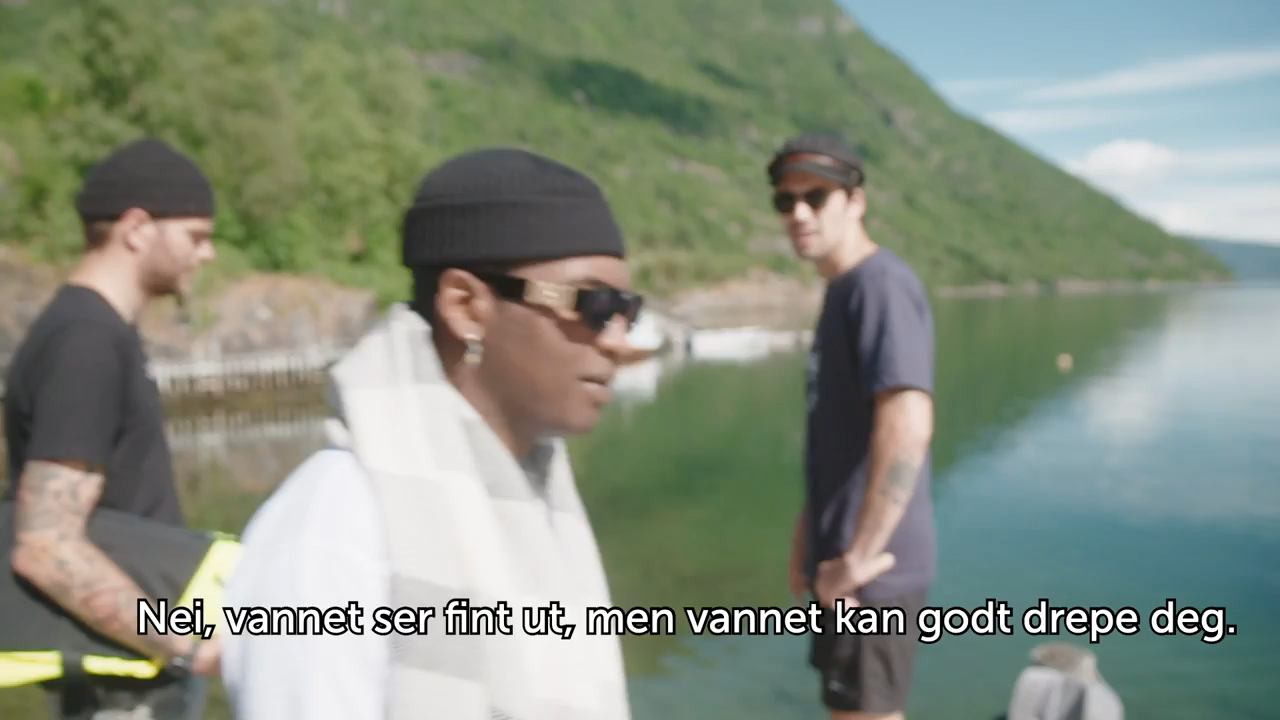 Nei, vannet ser fint ut, men vannet kan godt drepe deg.